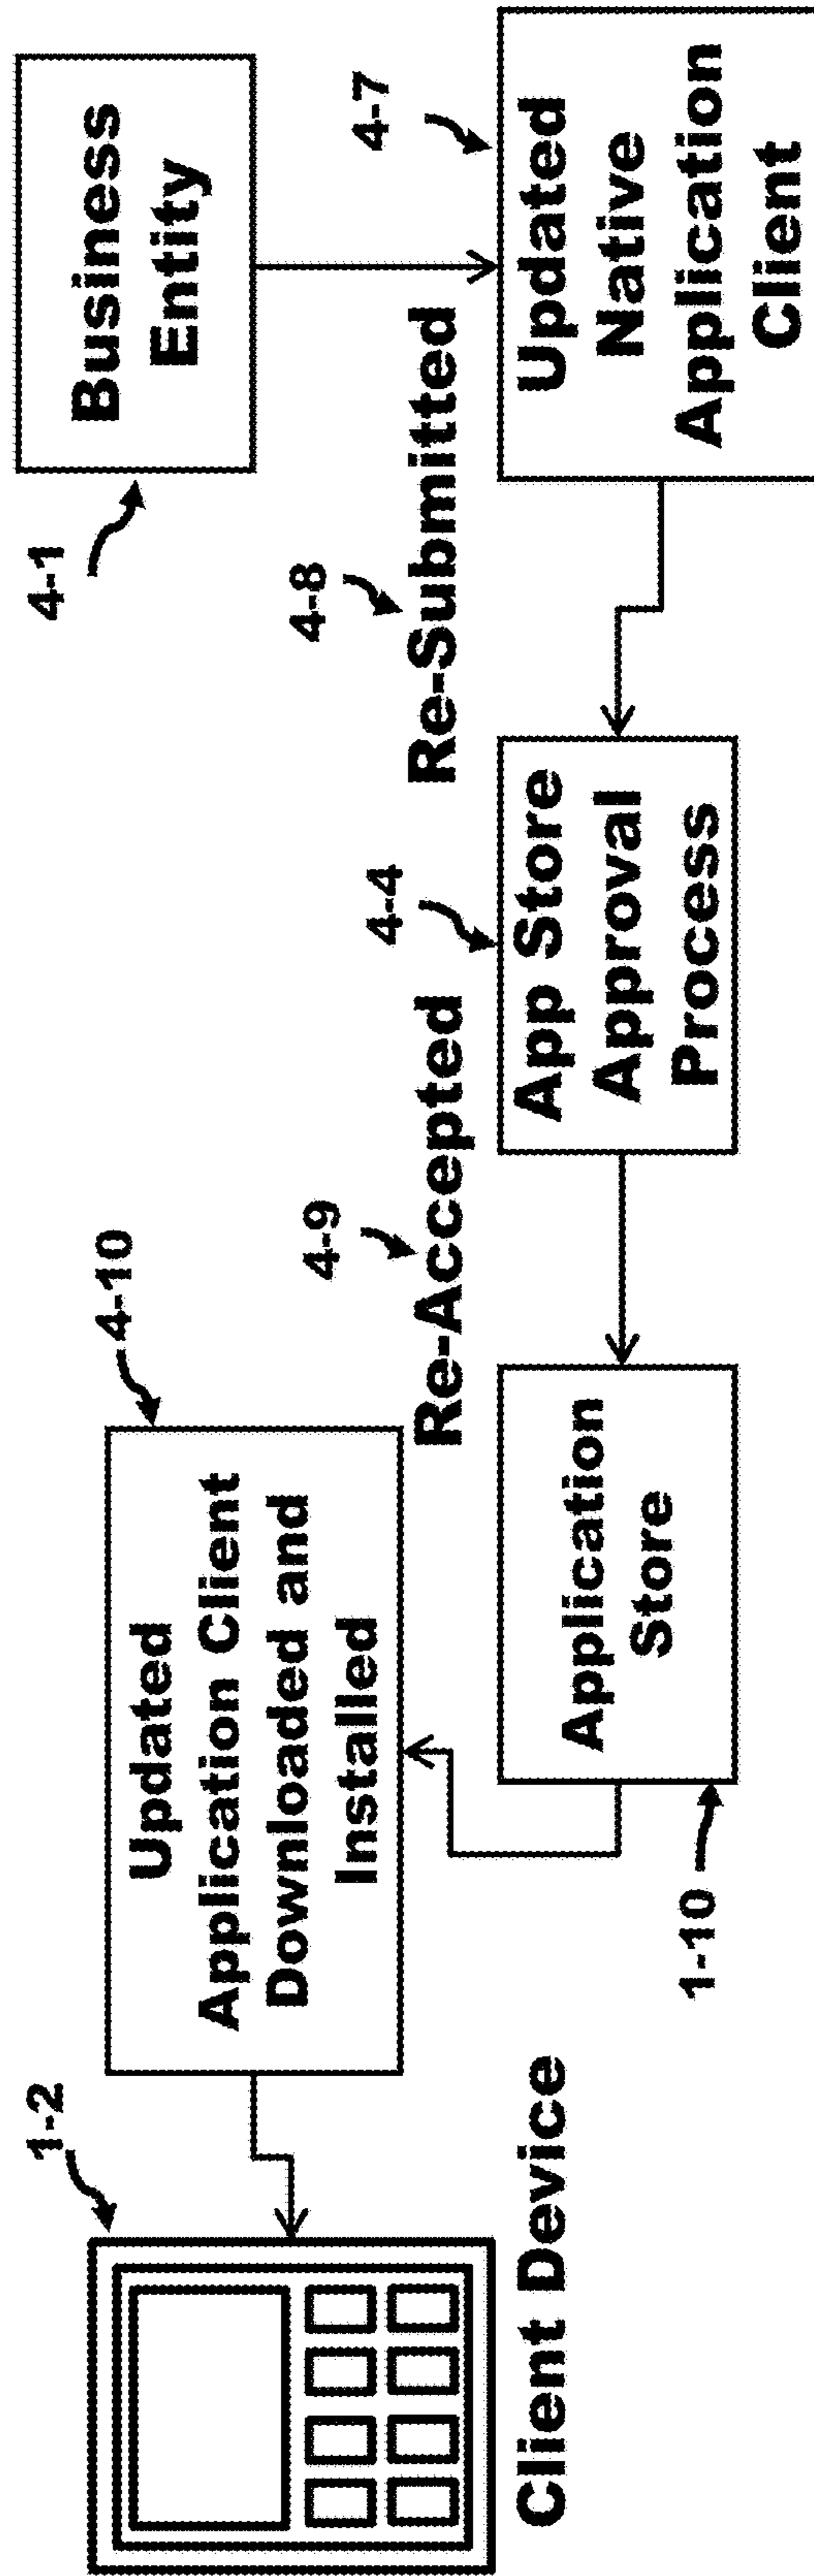 1-2
Client Device
4-10
Updated
Application Client
Downloaded and
Installed
4-1
Business
Entity
4-9
Re-Accepted
4-8
Re-Submitted
1-10
Application
Store
4-4
App Store
Approval
Process
4-7
Updated
Native
Application
Client